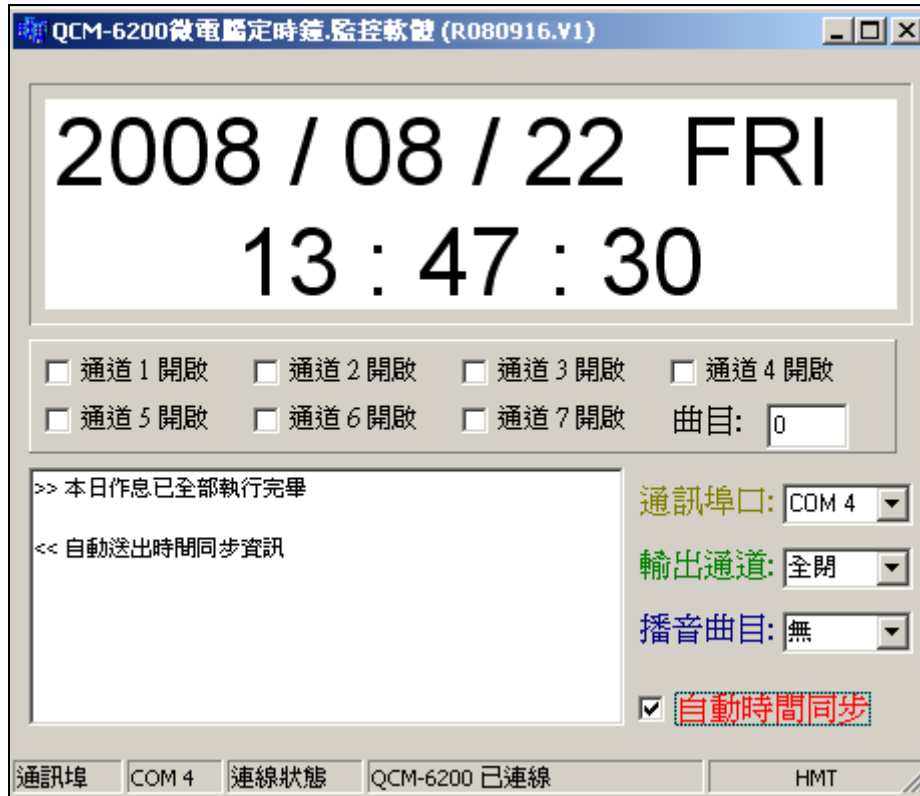 QCM-6200微電腦定時鐘.監控軟體 (R080916.V1)
2008 / 08 / 22 FRI
13 : 47 : 30
通道 1 開啟 通道 2 開啟 通道 3 開啟 通道 4 開啟
通道 5 開啟 通道 6 開啟 通道 7 開啟 曲目: 0
>> 本日作息已全部執行完畢
<< 自動送出時間同步資訊
通訊埠口: COM 4
輸出通道: 全閉
播音曲目: 無
自動時間同步
通訊埠 COM 4 連線狀態 QCM-6200 已連線 HMT